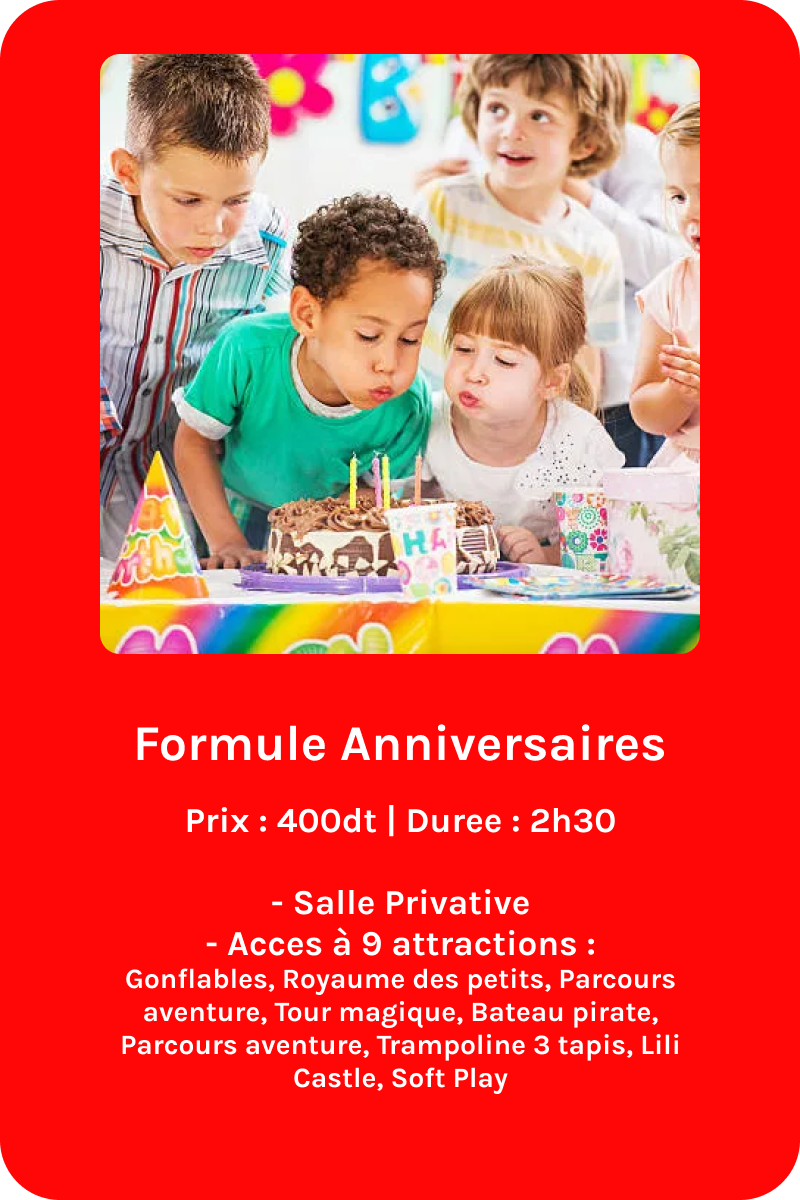 HA
Formule Anniversaires
Prix : 400dt | Duree : 2h30
- Salle Privative
- Acces à 9 attractions :
Gonflables, Royaume des petits, Parcours
aventure, Tour magique, Bateau pirate,
Parcours aventure, Trampoline 3 tapis, Lili
Castle, Soft Play